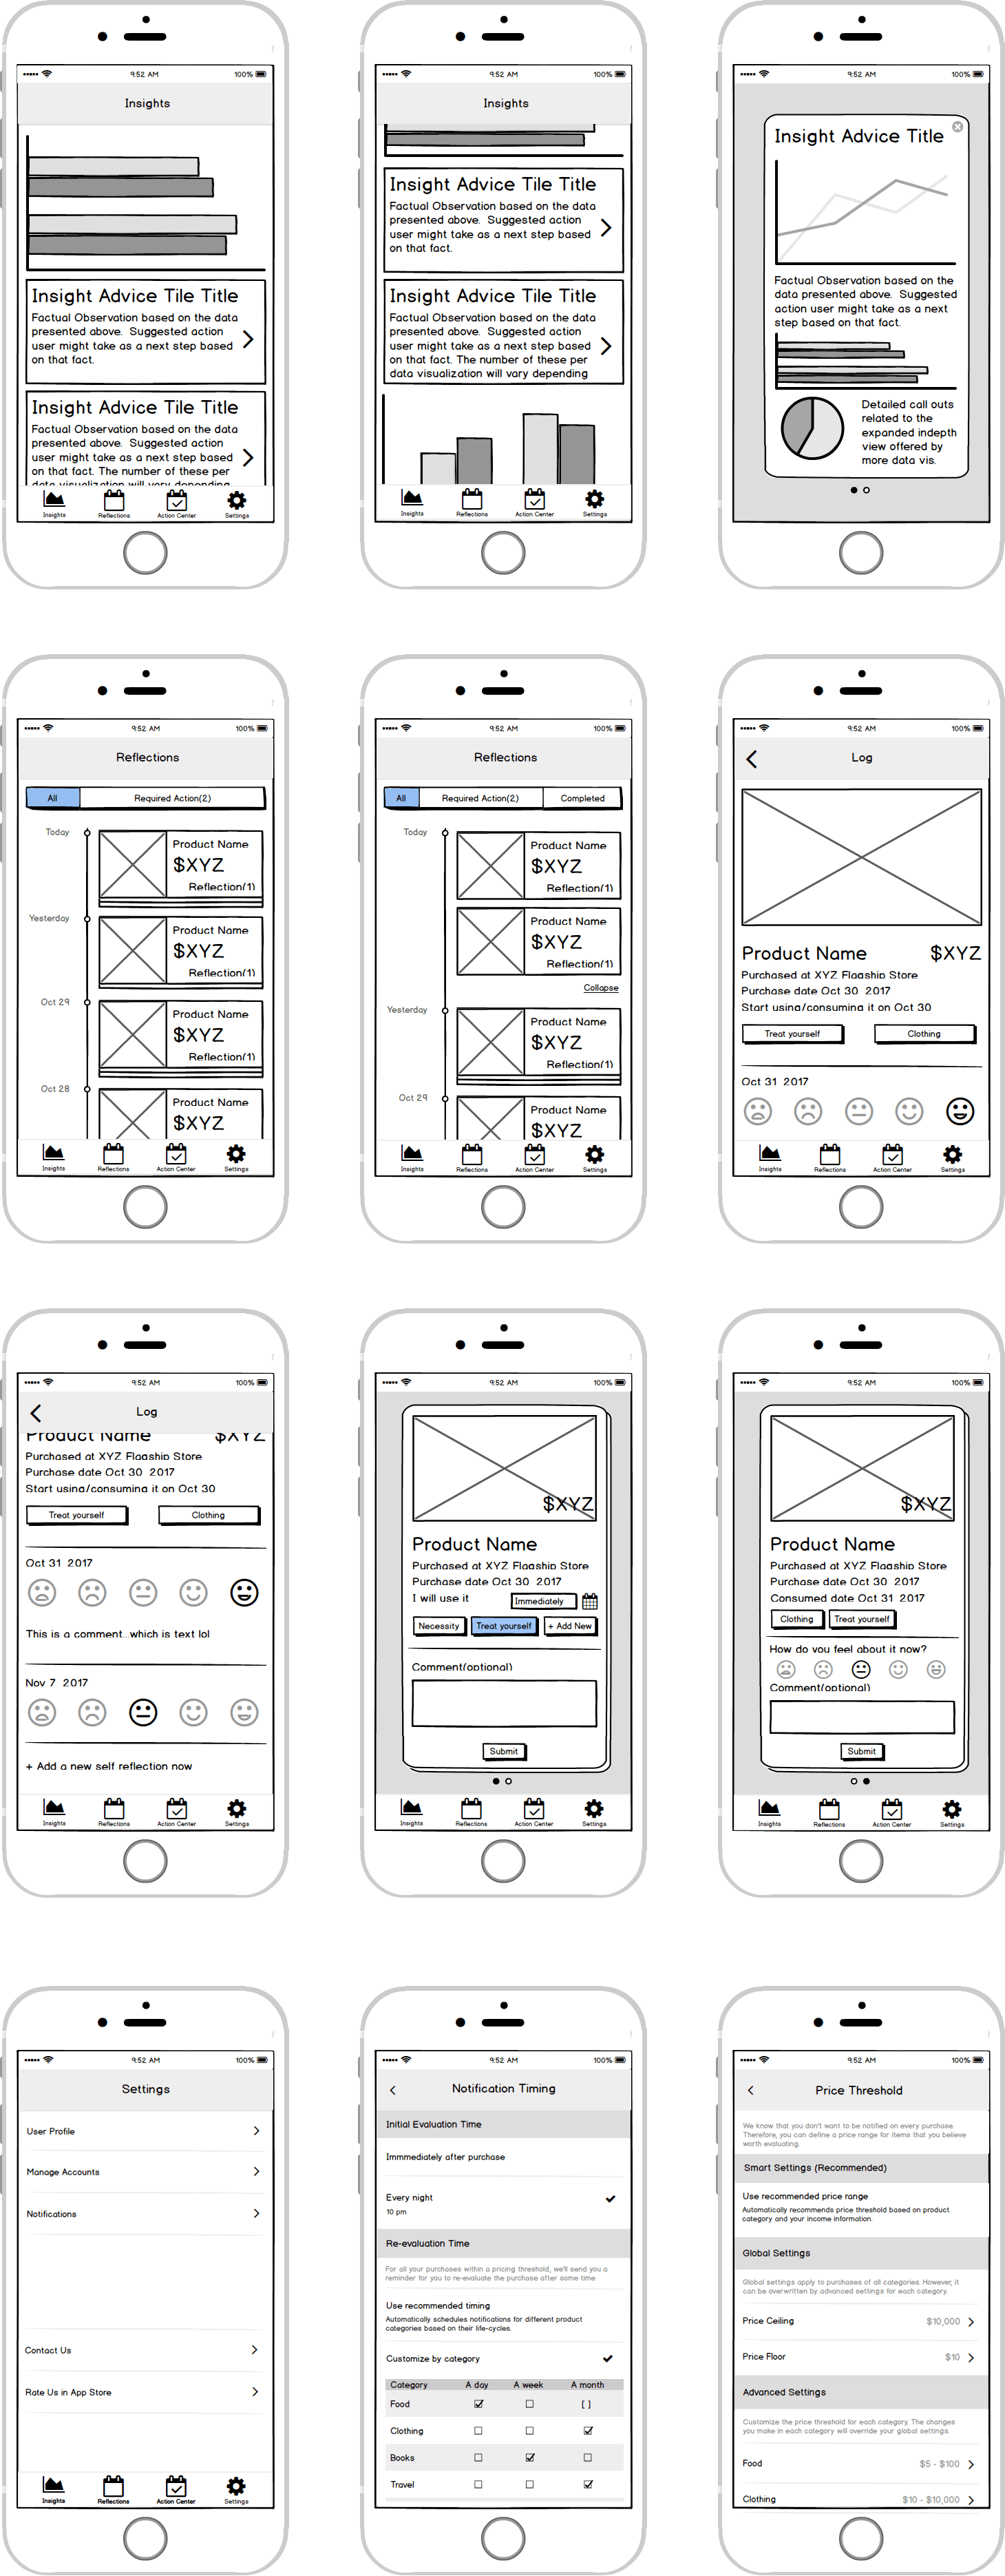 9:52 AM 100%
Insights
Insight Advice Tile Title
Factual Observation based on the data
presented above. Suggested action
user might take as a next step based
on that fact.
Insight Advice Tile Title
Factual Observation based on the data
presented above. Suggested action
user might take as a next step based
on that fact. The number of these per
data visualization will vary depending
Insights Reflections Action Center Settings
9:52 AM 100%
Insights
Insight Advice Tile Title
Factual Observation based on the data
presented above. Suggested action
user might take as a next step based
on that fact.
Insight Advice Tile Title
Factual Observation based on the data
presented above. Suggested action
user might take as a next step based
on that fact. The number of these per
data visualization will vary depending
Insights Reflections Action Center Settings
9:52 AM 100%
Insight Advice Title
Factual Observation based on the
data presented above. Suggested
action user might take as a next
step based on that fact.
Detailed call outs
related to the
expanded indepth
view offered by
more data vis.
9:52 AM 100%
Reflections
All Required Action(2)
Today
Product Name
$XYZ
Reflection(1)
Yesterday
Product Name
$XYZ
Reflection(1)
Oct 29
Product Name
$XYZ
Reflection(1)
Oct 28
Product Name
$XYZ
Insights Reflections Action Center Settings
9:52 AM 100%
Reflections
All Required Action(2) Completed
Today
Product Name
$XYZ
Reflection(1)
Product Name
$XYZ
Reflection(1)
Collapse
Yesterday
Product Name
$XYZ
Reflection(1)
Oct 29
Product Name
$XYZ
Insights Reflections Action Center Settings
9:52 AM 100%
Log
Product Name $XYZ
Purchased at XYZ Flagship Store
Purchase date Oct 30 2017
Start using/consuming it on Oct 30
Treat yourself Clothing
Oct 31 2017
Insights Reflections Action Center Settings
9:52 AM 100%
Log
Product Name $XYZ
Purchased at XYZ Flagship Store
Purchase date Oct 30 2017
Start using/consuming it on Oct 30
Treat yourself Clothing
Oct 31 2017
This is a comment...which is text lol
Nov 7 2017
+ Add a new self reflection now
Insights Reflections Action Center Settings
9:52 AM 100%
$XYZ
Product Name
Purchased at XYZ Flagship Store
Purchase date Oct 30 2017
I will use it Immediately
Necessity Treat yourself + Add New
Comment(optional)
Submit
Insights Reflections Action Center Settings
9:52 AM 100%
$XYZ
Product Name
Purchased at XYZ Flagship Store
Purchase date Oct 30 2017
Consumed date Oct 31 2017
Clothing Treat yourself
How do you feel about it now?
Comment(optional)
Submit
Insights Reflections Action Center Settings
9:52 AM 100%
Settings
User Profile
Manage Accounts
Notifications
Contact Us
Rate Us in App Store
Insights Reflections Action Center Settings
9:52 AM 100%
Notification Timing
Initial Evaluation Time
Immmediately after purchase
Every night
10 pm
Re-evaluation Time
For all your purchases within a pricing threshold, we'll send you a
reminder for you to re-evaluate the purchase after some time
Use recommended timing
Automatically schedules notifications for different product
categories based on their life-cycles.
Customize by category
Category A day A week A month
Food [ ]
Clothing
Books
Travel
9:52 AM 100%
Price Threshold
We know that you don't want to be notified on every purchase.
Therefore, you can define a price range for items that you believe
worth evaluating.
Smart Settings (Recommended)
Use recommended price range
Automatically recommends price threshold based on product
category and your income information.
Global Settings
Global settings apply to purchases of all categories. However, it
can be overwritten by advanced settings for each category.
Price Ceiling $10,000
Price Floor $10
Advanced Settings
Customize the price threshold for each category. The changes
you make in each category will override your global settings.
Food $5 - $100
Clothing $10 - $10,000